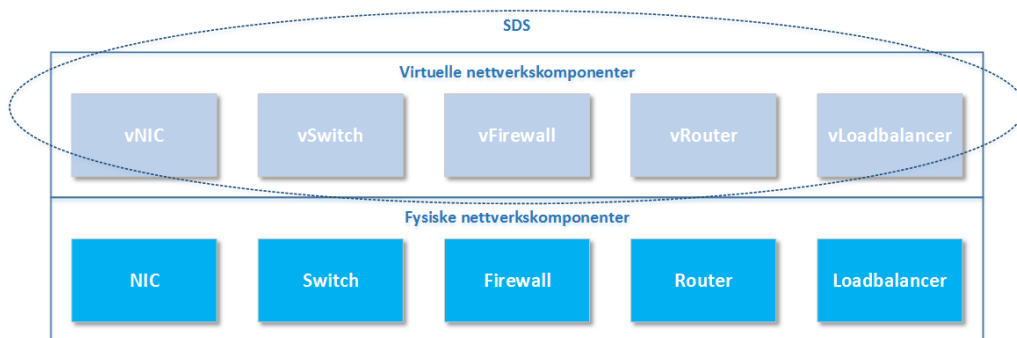 SDS
Virtuelle nettverkskomponenter
vNIC vSwitch vFirewall vRouter vLoadbalancer
Fysiske nettverkskomponenter
NIC Switch Firewall Router Loadbalancer